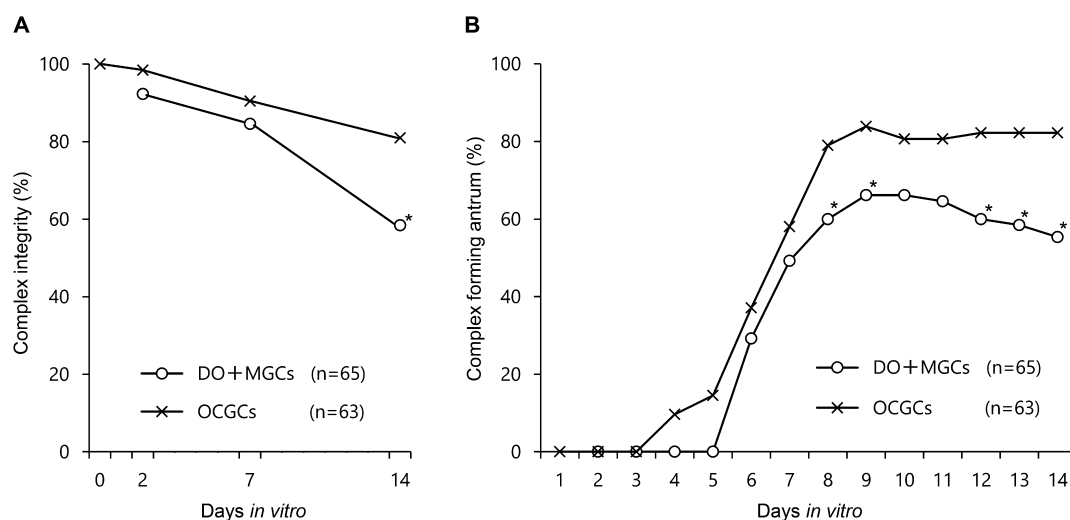 A
Complex integrity (%)
100
80
60
40
20
0
*
DO+MGCs (n=65)
OCGCs (n=63)
0 2 7 14
Days in vitro
B
Complex forming antrum (%)
100
80
60
40
20
0
* * * * *
DO+MGCs (n=65)
OCGCs (n=63)
1 2 3 4 5 6 7 8 9 10 11 12 13 14
Days in vitro